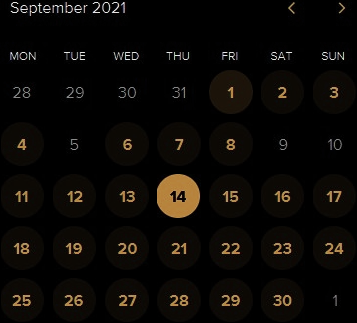 September 2021 < >
MON TUE WED THU FRI SAT SUN
28 29 30 31 1 2 3
4 5 6 7 8 9 10
11 12 13 14 15 16 17
18 19 20 21 22 23 24
25 26 27 28 29 30 1